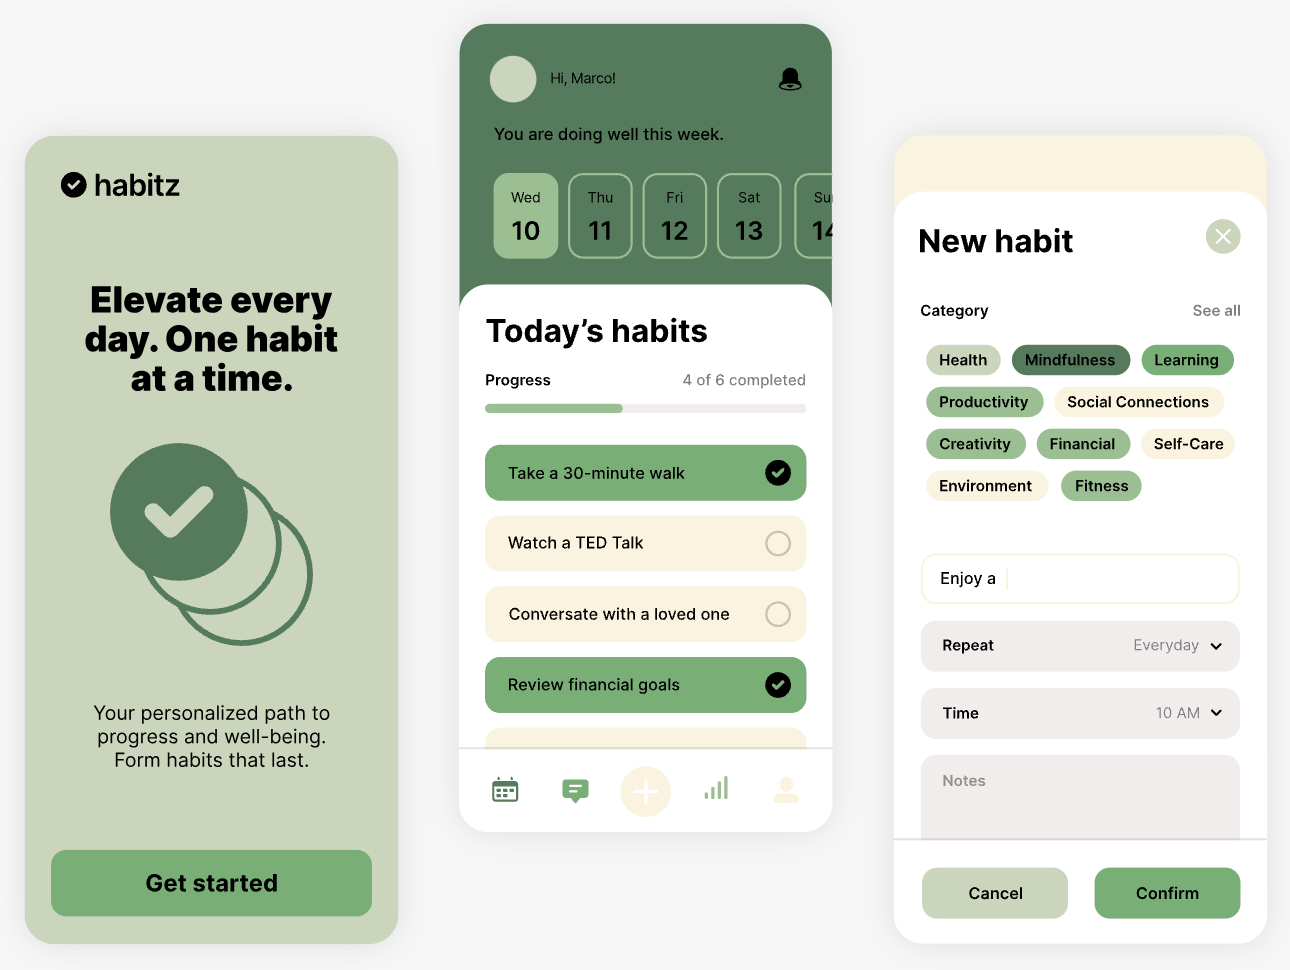 habitz
Elevate every
day. One habit
at a time.
Your personalized path to
progress and well-being.
Form habits that last.
Get started
Hi, Marco!
You are doing well this week.
Wed Thu Fri Sat Su
10 11 12 13 14
Today’s habits
Progress 4 of 6 completed
Take a 30-minute walk
Watch a TED Talk
Conversate with a loved one
Review financial goals
New habit
Category See all
Health Mindfulness Learning
Productivity Social Connections
Creativity Financial Self-Care
Environment Fitness
Enjoy a
Repeat Everyday
Time 10 AM
Notes
Cancel Confirm